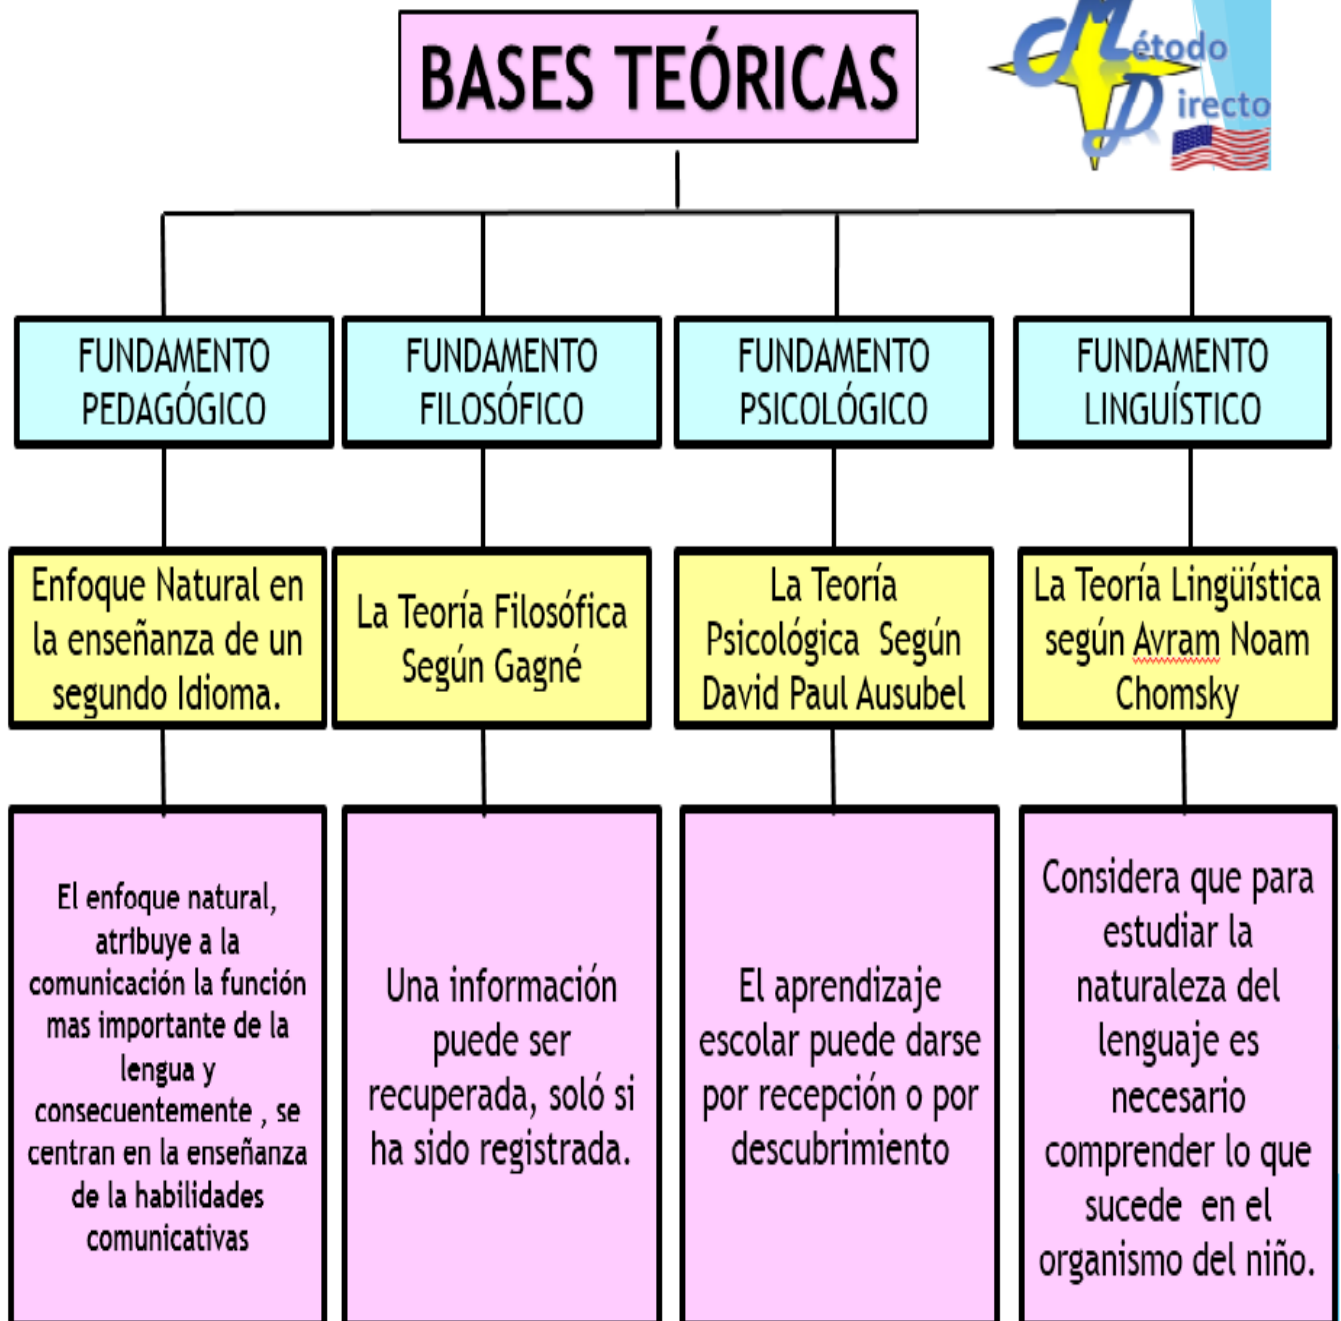 BASES TEÓRICAS
Método
Directo
FUNDAMENTO
PEDAGÓGICO
FUNDAMENTO
FILOSÓFICO
FUNDAMENTO
PSICOLÓGICO
FUNDAMENTO
LINGUÍSTICO
Enfoque Natural en
la enseñanza de un
segundo Idioma.
La Teoría Filosófica
Según Gagné
La Teoría
Psicológica Según
David Paul Ausubel
La Teoría Lingüística
según Avram Noam
Chomsky
El enfoque natural,
atribuye a la
comunicación la función
mas importante de la
lengua y
consecuentemente , se
centran en la enseñanza
de la habilidades
comunicativas
Una información
puede ser
recuperada, soló si
ha sido registrada.
El aprendizaje
escolar puede darse
por recepción o por
descubrimiento
Considera que para
estudiar la
naturaleza del
lenguaje es
necesario
comprender lo que
sucede en el
organismo del niño.